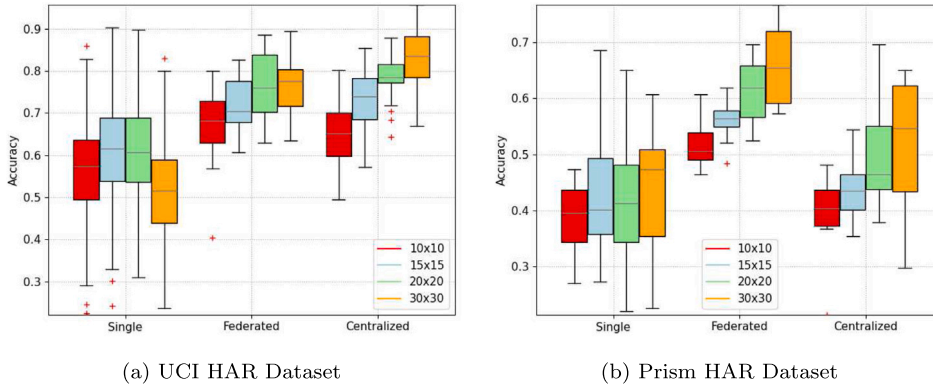 0.9
0.8
0.7
0.6
0.5
0.4
0.3
Accuracy
Single
Federated
Centralized
10x10
15x15
20x20
30x30
(a) UCI HAR Dataset
0.7
0.6
0.5
0.4
0.3
Accuracy
Single
Federated
Centralized
10x10
15x15
20x20
30x30
(b) Prism HAR Dataset